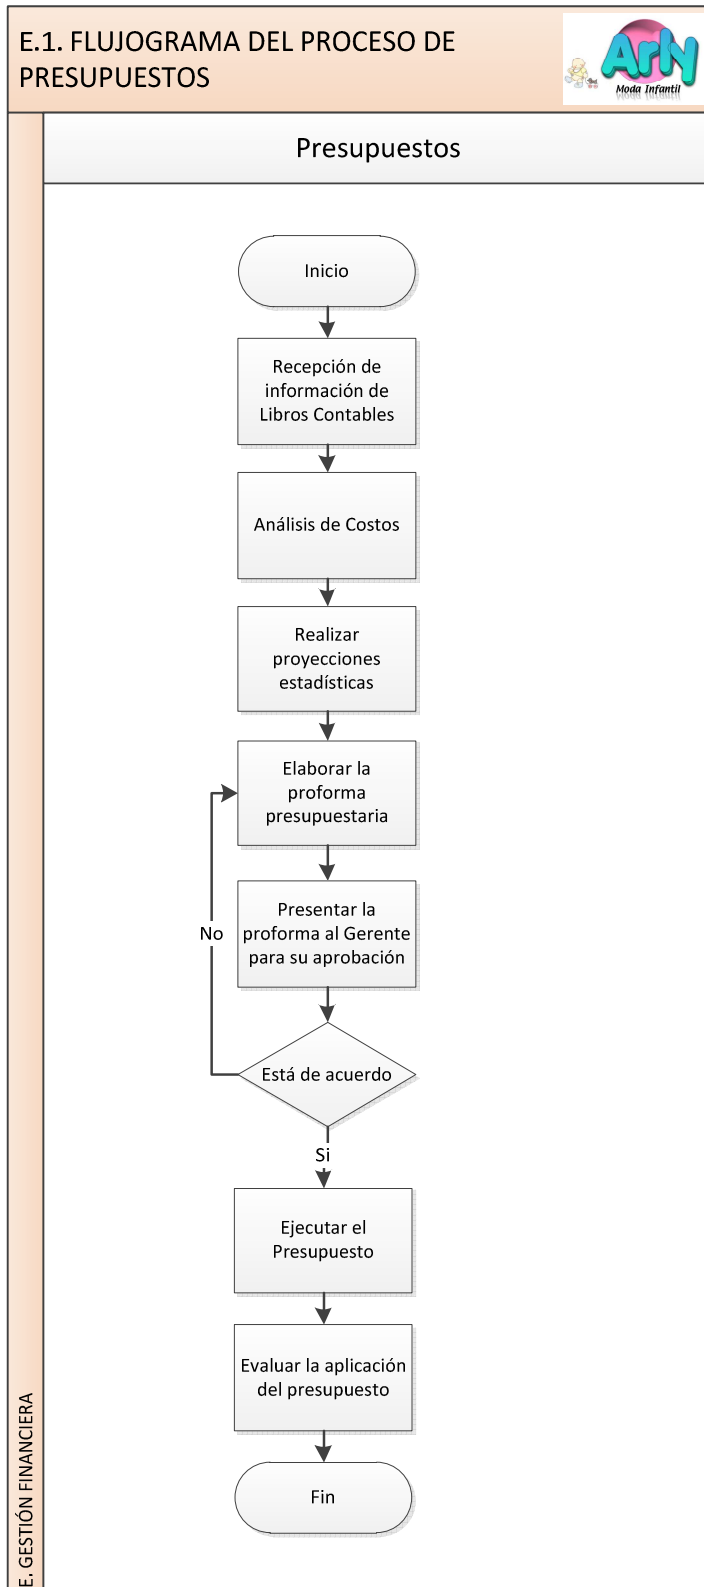 E.1. FLUJOGRAMA DEL PROCESO DE
PRESUPUESTOS
Arly
Moda Infantil
Presupuestos
Inicio
Recepción de
información de
Libros Contables
Análisis de Costos
Realizar
proyecciones
estadísticas
Elaborar la
proforma
presupuestaria
Presentar la
proforma al Gerente
para su aprobación
No
Está de acuerdo
Si
Ejecutar el
Presupuesto
Evaluar la aplicación
del presupuesto
Fin
E. GESTIÓN FINANCIERA